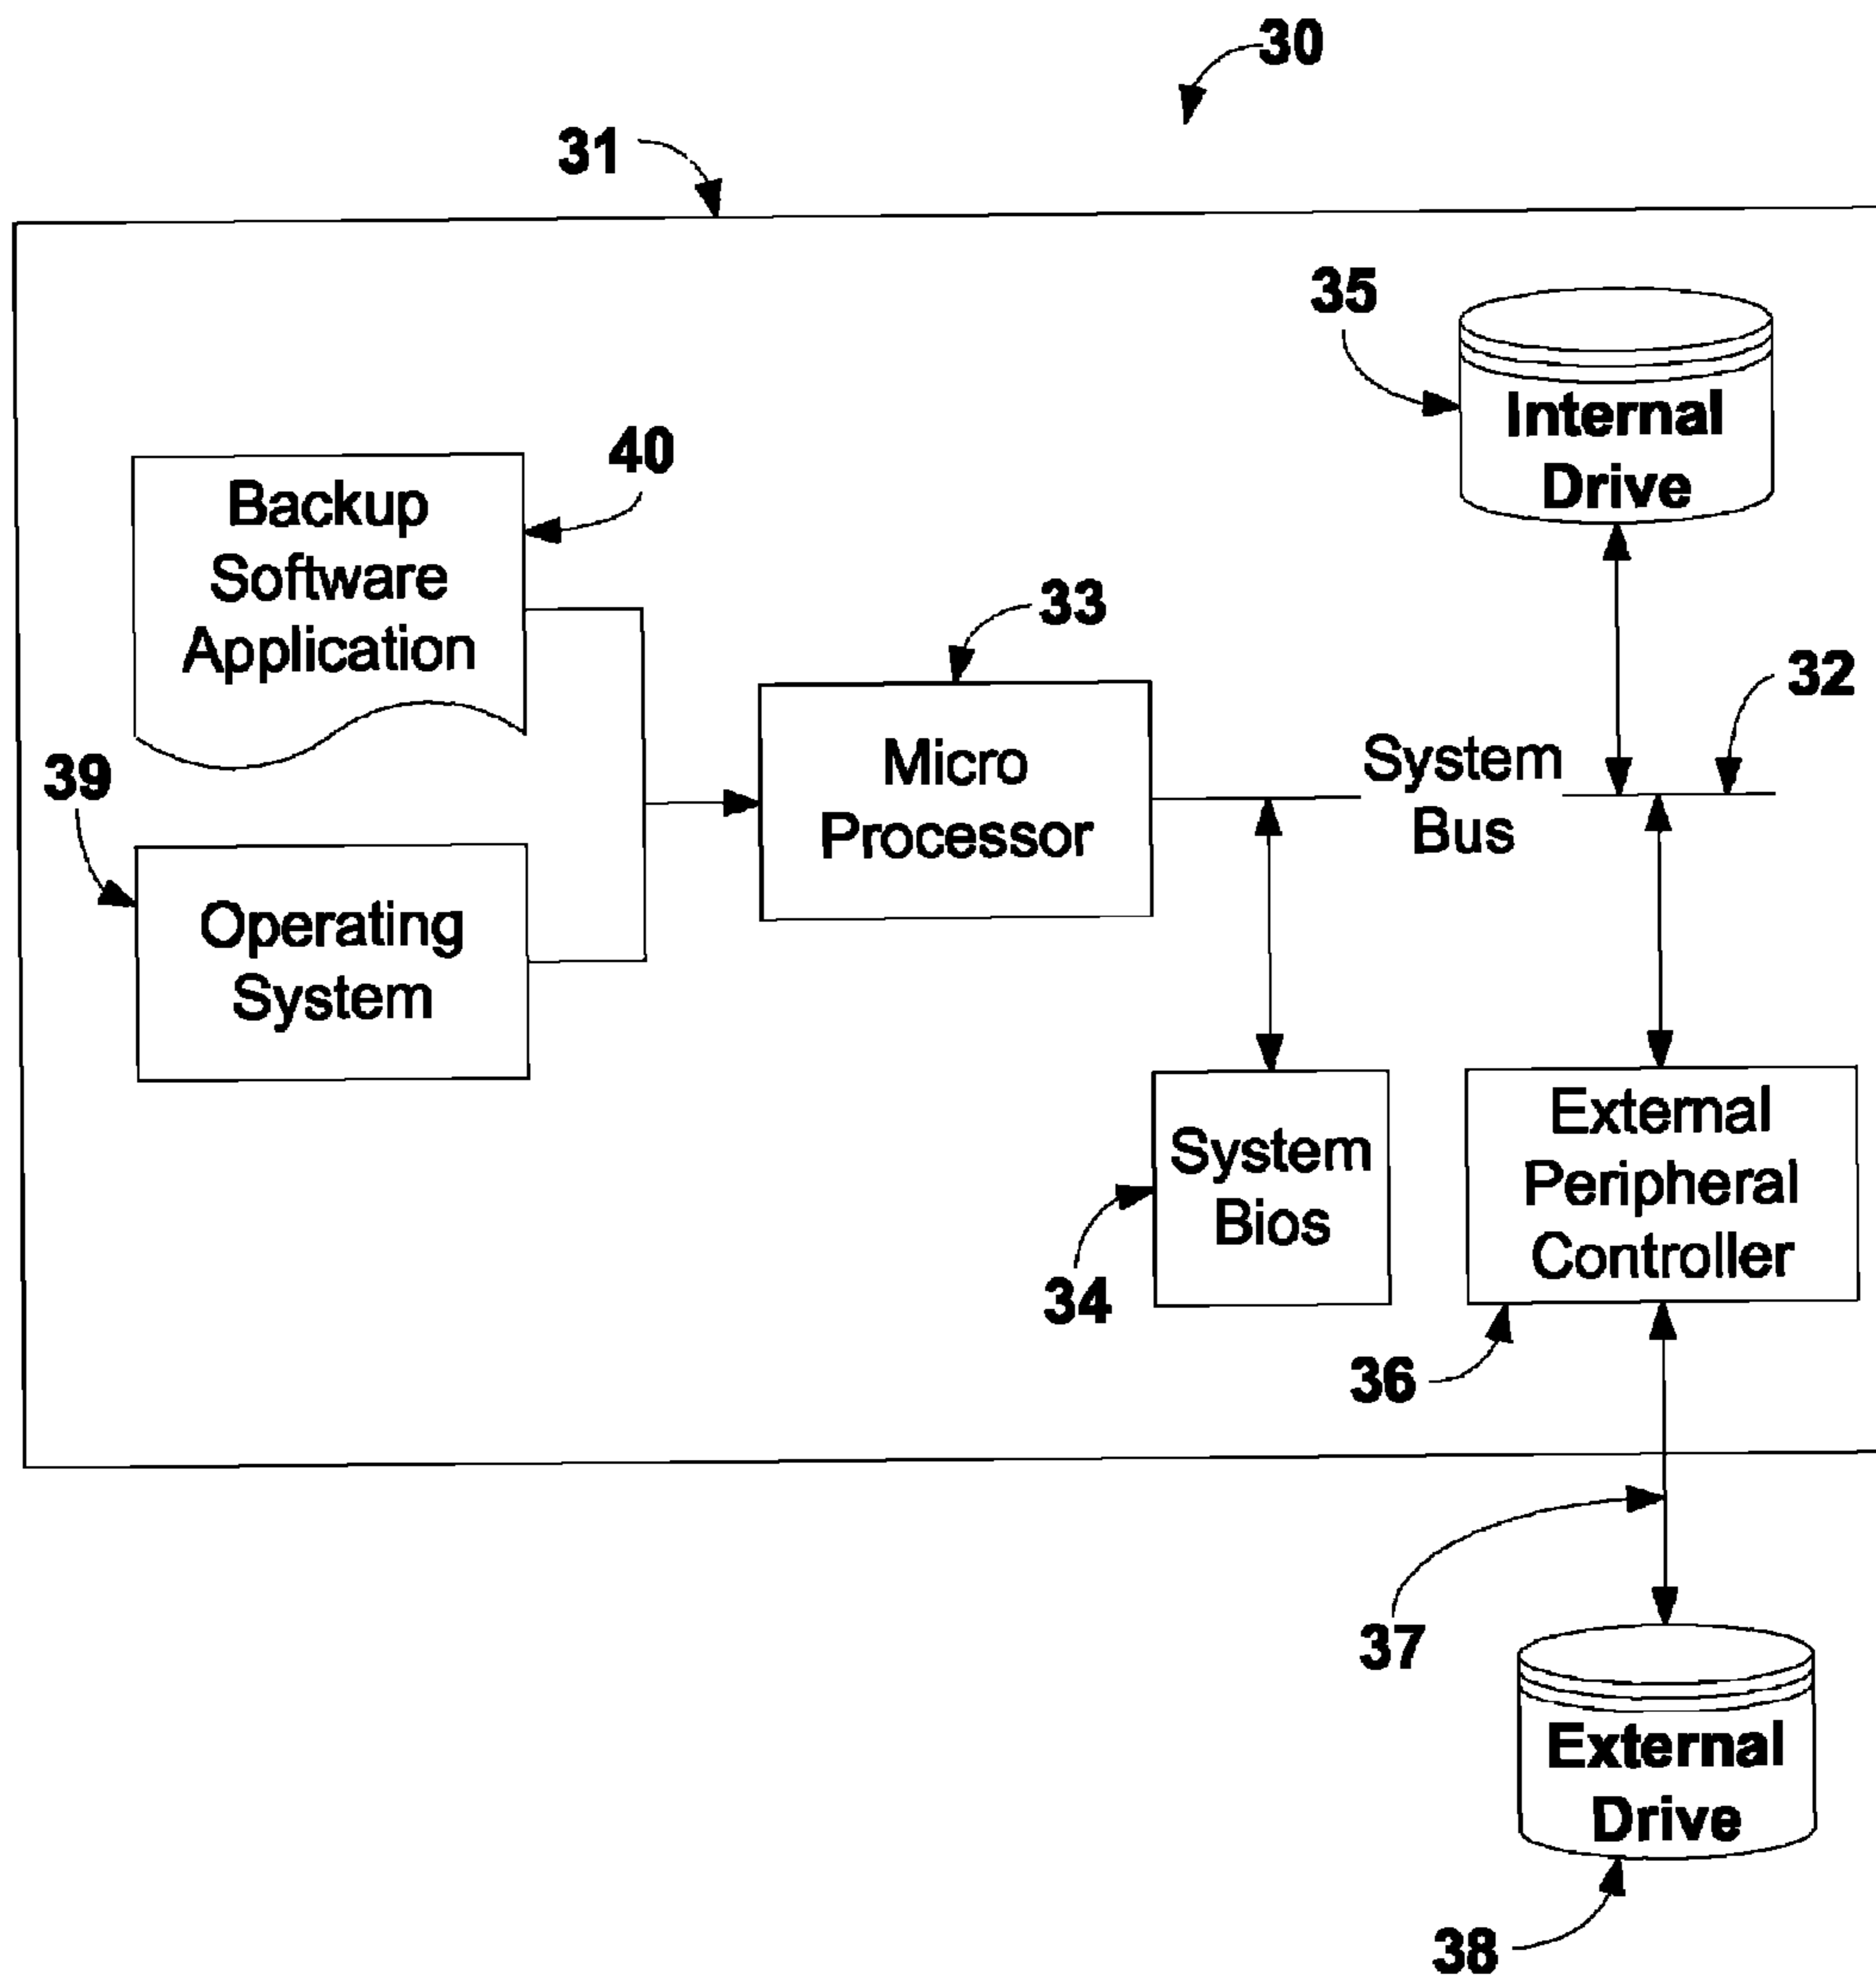 30
31
35
Internal
Drive
40
Backup
Software
Application
33
32
39
Micro
Processor
System
Bus
Operating
System
System
Bios
34
External
Peripheral
Controller
36
37
External
Drive
38